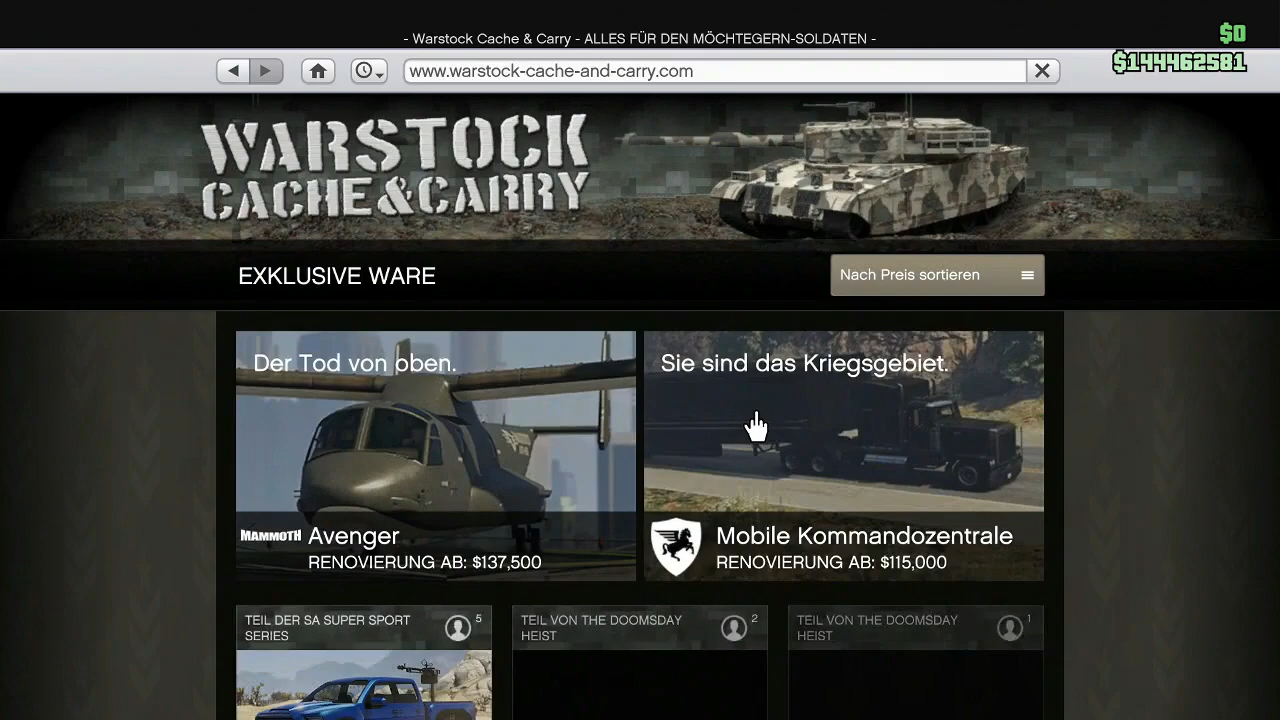 - Warstock Cache & Carry - ALLES FÜR DEN MÖCHTEGERN-SOLDATEN -
$0
www.warstock-cache-and-carry.com
$144462581
WARSTOCK
CACHE & CARRY
EXKLUSIVE WARE
Nach Preis sortieren
Der Tod von oben.
Sie sind das Kriegsgebiet.
MAMMOTH Avenger
RENOVIERUNG AB: $137,500
Mobile Kommandozentrale
RENOVIERUNG AB: $115,000
TEIL DER SA SUPER SPORT
SERIES
5
TEIL VON THE DOOMSDAY
HEIST
2
TEIL VON THE DOOMSDAY
HEIST
1